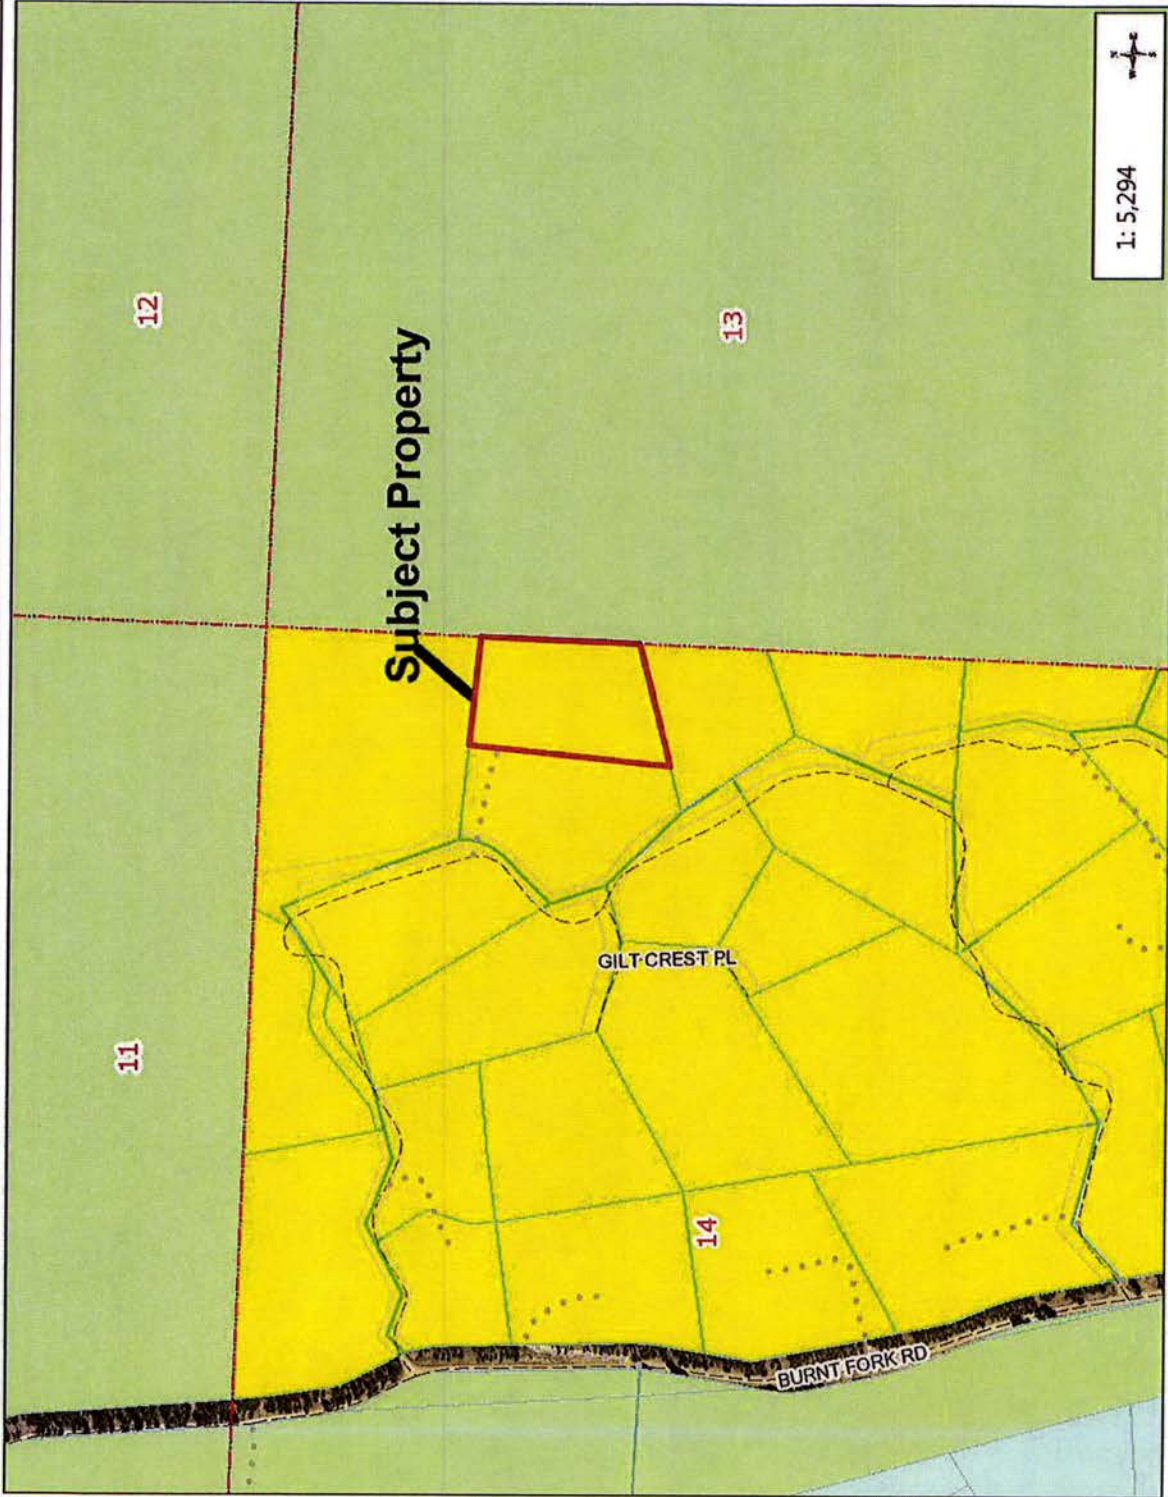 12
Subject Property
13
11
GILT CREST PL
14
BURNT FORK RD
1: 5,294
N
W
E
S